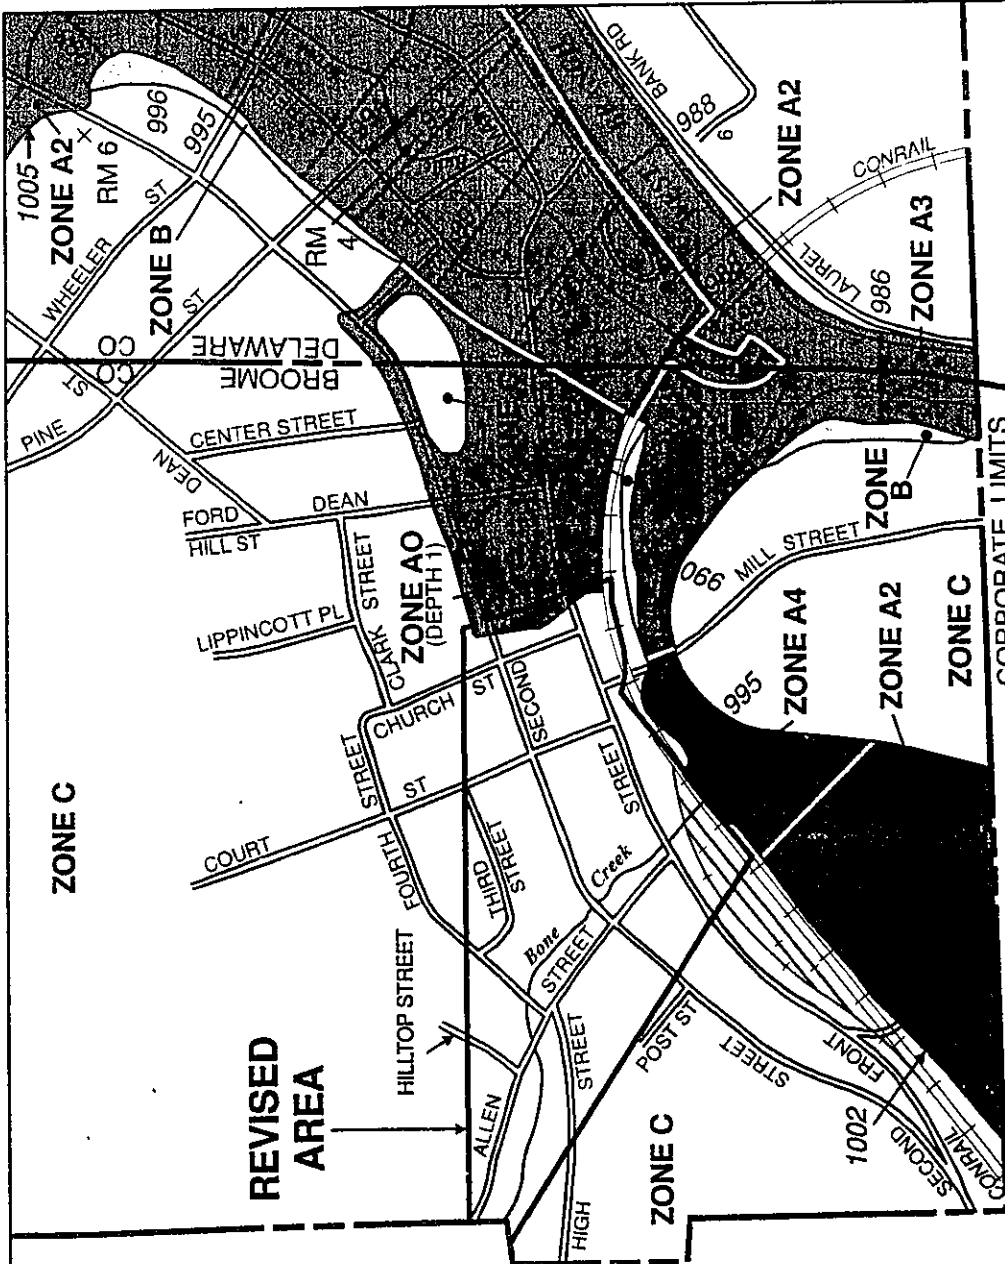 REVISED
AREA
ZONE C
HILLTOP STREET
COURT
ST
LIPPINCOTT PL
FORD
HILL ST
DEAN
CENTER STREET
DEAN
ST
PINE
ST
WHEELER
ST
BROOME CO
DELAWARE CO
1005
ZONE A2
RM 6
996
995
ZONE B
RM
4
CLARK STREET
ZONE AO
(DEPTH 1)
CHURCH ST
FOURTH STREET
THIRD
STREET
SECOND
STREET
Bone
Creek
ALLEN
STREET
HIGH
STREET
POST ST
STREET
ZONE C
FRONT
1002
SECOND
CONRAIL
995
ZONE A4
ZONE A2
ZONE C
990
MILL STREET
ZONE
B
CORPORATE LIMITS
BANK RD
988
6
ZONE A2
CONRAIL
LAUREL
986
ZONE A3